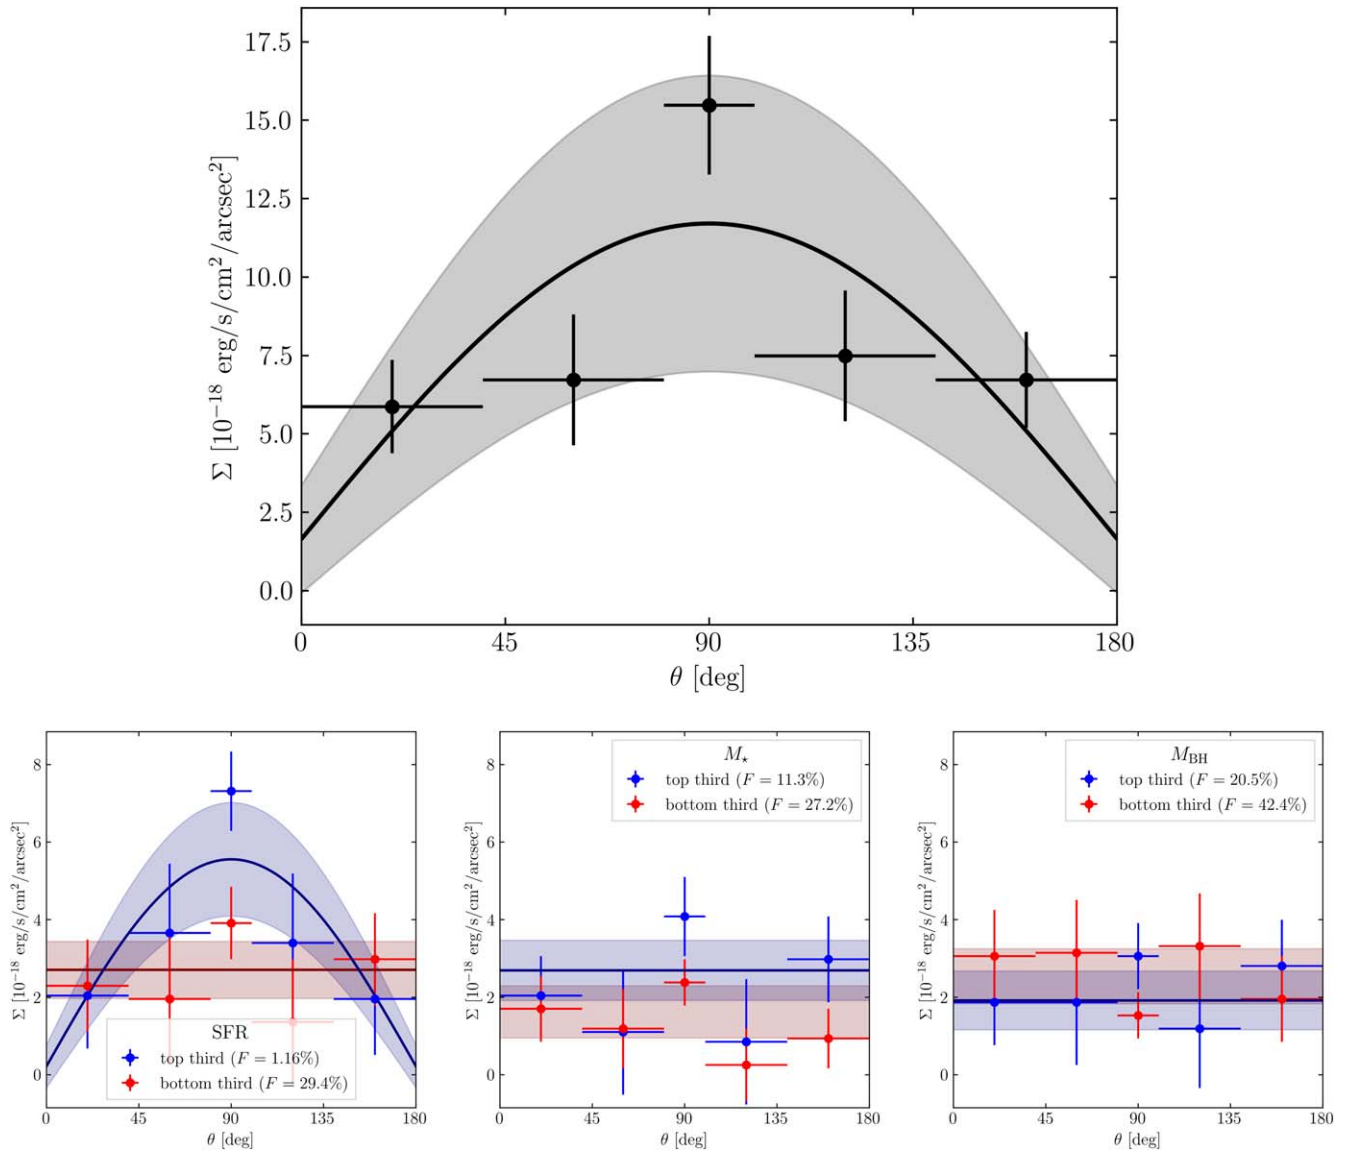 17.5
15.0
12.5
10.0
7.5
5.0
2.5
0.0
Σ [10⁻¹⁸ erg/s/cm²/arcsec²]
0 45 90 135 180
θ [deg]
8
6
4
2
0
Σ [10⁻¹⁸ erg/s/cm²/arcsec²]
SFR
top third (F = 1.16%)
bottom third (F = 29.4%)
0 45 90 135 180
θ [deg]
8
6
4
2
0
Σ [10⁻¹⁸ erg/s/cm²/arcsec²]
M⋆
top third (F = 11.3%)
bottom third (F = 27.2%)
0 45 90 135 180
θ [deg]
8
6
4
2
0
Σ [10⁻¹⁸ erg/s/cm²/arcsec²]
M_BH
top third (F = 20.5%)
bottom third (F = 42.4%)
0 45 90 135 180
θ [deg]